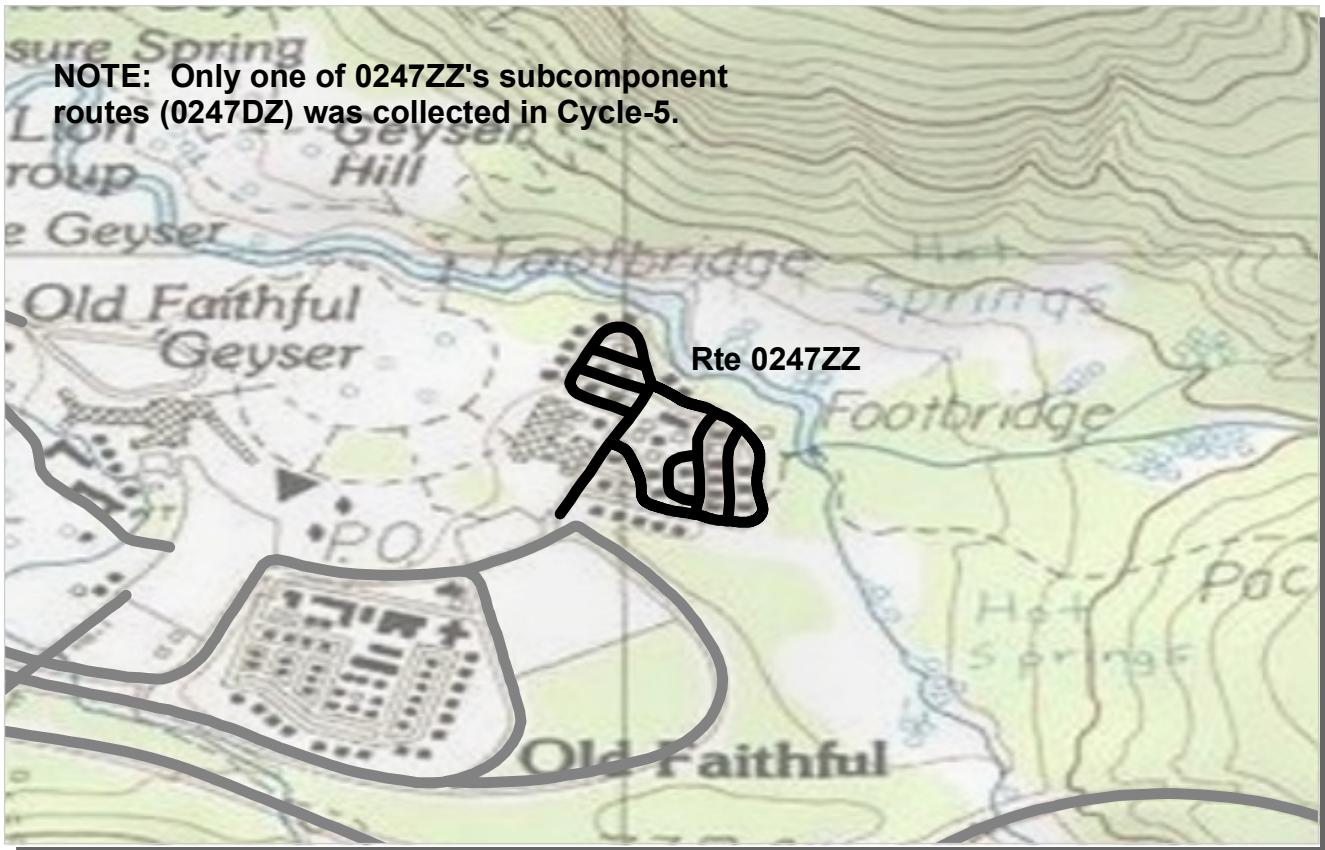 sure Spring
NOTE: Only one of 0247ZZ's subcomponent
routes (0247DZ) was collected in Cycle-5.
Lion
Geyser
roup
Hill
e Geyser
Footbridge
Hot
Springs
Old Faithful
Geyser
Rte 0247ZZ
Footbridge
P O
Pac
Hot
Springs
Old Faithful